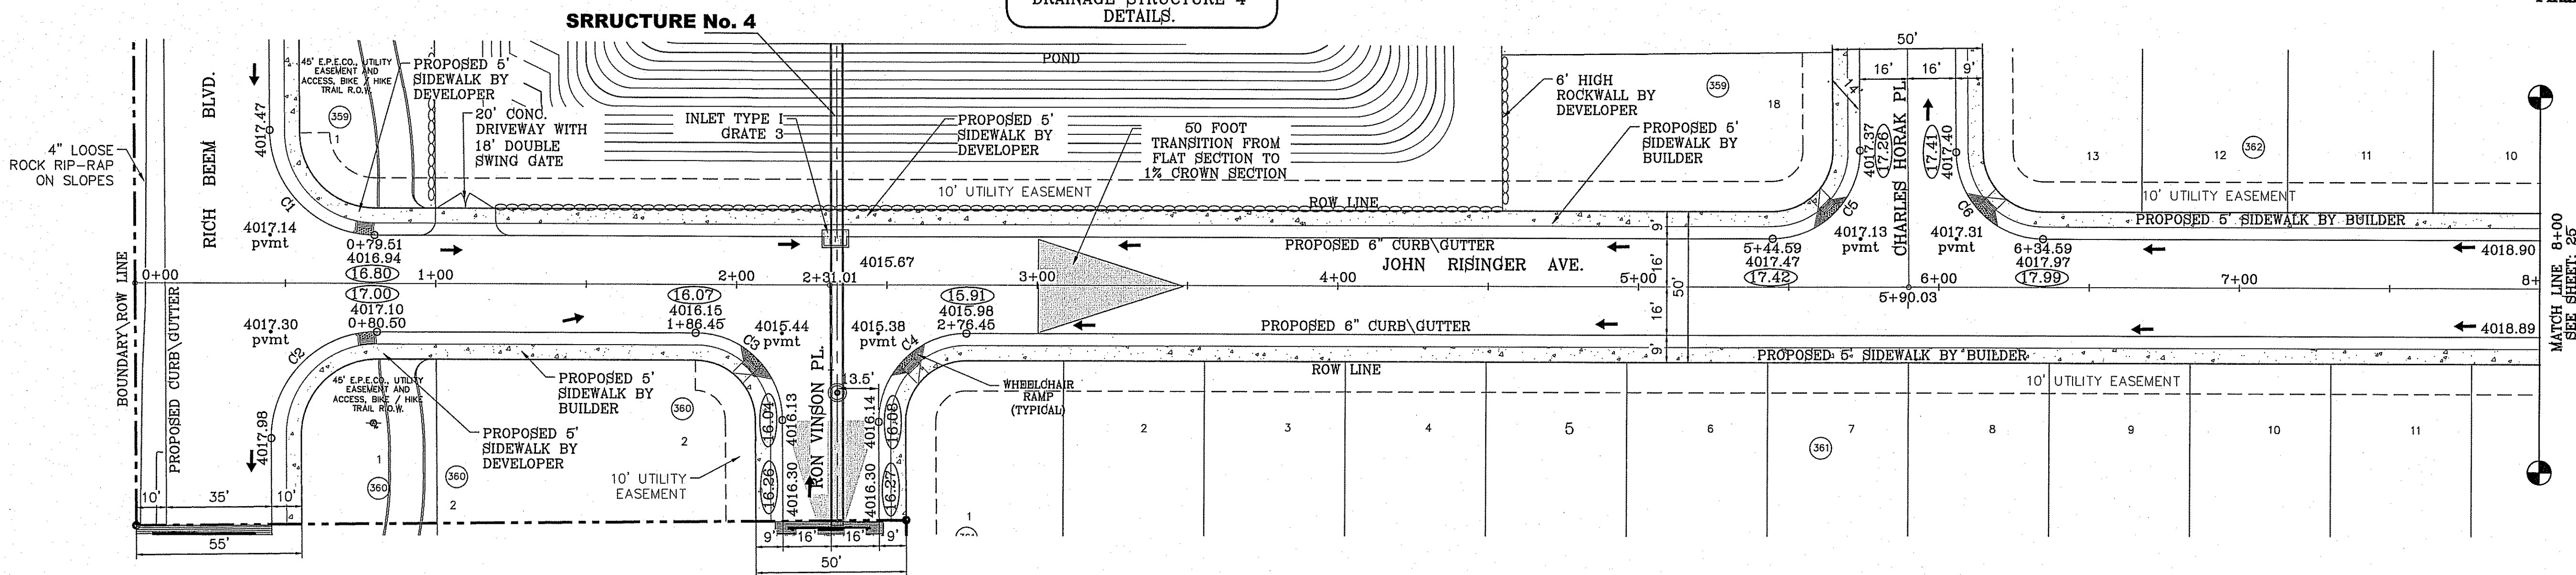 DRAINAGE STRUCTURE 4
DETAILS.
SRRUCTURE No. 4
POND
RICH BEEM BLVD.
45' E.P.E.CO., UTILITY
EASEMENT AND
ACCESS, BIKE / HIKE
TRAIL R.O.W.
359
1
PROPOSED 5'
SIDEWALK BY
DEVELOPER
20' CONC.
DRIVEWAY WITH
18' DOUBLE
SWING GATE
INLET TYPE I
GRATE 3
PROPOSED 5'
SIDEWALK BY
DEVELOPER
50 FOOT
TRANSITION FROM
FLAT SECTION TO
1% CROWN SECTION
6' HIGH
ROCKWALL BY
DEVELOPER
359
18
PROPOSED 5'
SIDEWALK BY
BUILDER
50'
16'
16'
9'
14'
4017.37
17.26
CHARLES HORAK PL.
17.41
4017.40
13
12
362
11
10
4" LOOSE
ROCK RIP-RAP
ON SLOPES
4017.47
C1
10' UTILITY EASEMENT
10' UTILITY EASEMENT
ROW LINE
PROPOSED 5' SIDEWALK BY BUILDER
C5
C6
4017.14
pvmt
0+79.51
4016.94
16.80
4015.67
PROPOSED 6" CURB\GUTTER
JOHN RISINGER AVE.
9'
5+44.59
4017.47
17.42
4017.13
pvmt
4017.31
pvmt
6+34.59
4017.97
17.99
4018.90
0+00
1+00
2+00
2+31.01
3+00
4+00
5+00
16'
50'
16'
9'
6+00
5+90.03
7+00
8+
MATCH LINE 8+00
SEE SHEET: 25
BOUNDARY\ROW LINE
PROPOSED CURB\GUTTER
4017.30
pvmt
17.00
4017.10
0+80.50
16.07
4016.15
1+86.45
4015.44
pvmt
4015.38
pvmt
15.91
4015.98
2+76.45
PROPOSED 6" CURB\GUTTER
4018.89
C2
C3
C4
PROPOSED 5' SIDEWALK BY BUILDER
ROW LINE
10' UTILITY EASEMENT
4017.98
45' E.P.E.CO., UTILITY
EASEMENT AND
ACCESS, BIKE / HIKE
TRAIL R.O.W.
PROPOSED 5'
SIDEWALK BY
BUILDER
360
2
PROPOSED 5'
SIDEWALK BY
DEVELOPER
1
360
360
2
10' UTILITY
EASEMENT
16.04
4016.13
RON VINSON PL.
13.5'
4016.14
16.08
16.26
4016.30
4016.30
16.27
WHEELCHAIR
RAMP
(TYPICAL)
2
3
4
5
6
7
361
8
9
10
11
1
10'
35'
10'
55'
9'
16'
16'
9'
50'